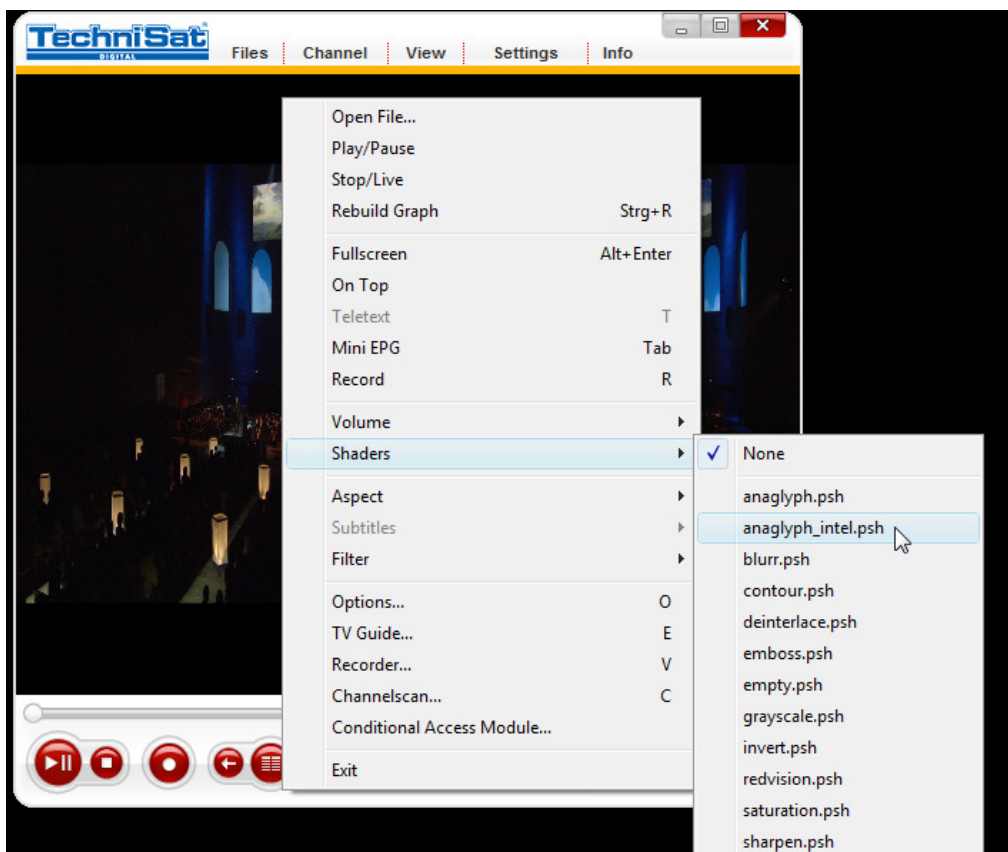 TechniSat
DIGITAL
Files Channel View Settings Info
Open File...
Play/Pause
Stop/Live
Rebuild Graph Strg+R
Fullscreen Alt+Enter
On Top
Teletext T
Mini EPG Tab
Record R
Volume
Shaders
Aspect
Subtitles
Filter
Options... O
TV Guide... E
Recorder... V
Channelscan... C
Conditional Access Module...
Exit
None
anaglyph.psh
anaglyph_intel.psh
blurr.psh
contour.psh
deinterlace.psh
emboss.psh
empty.psh
grayscale.psh
invert.psh
redvision.psh
saturation.psh
sharpen.psh